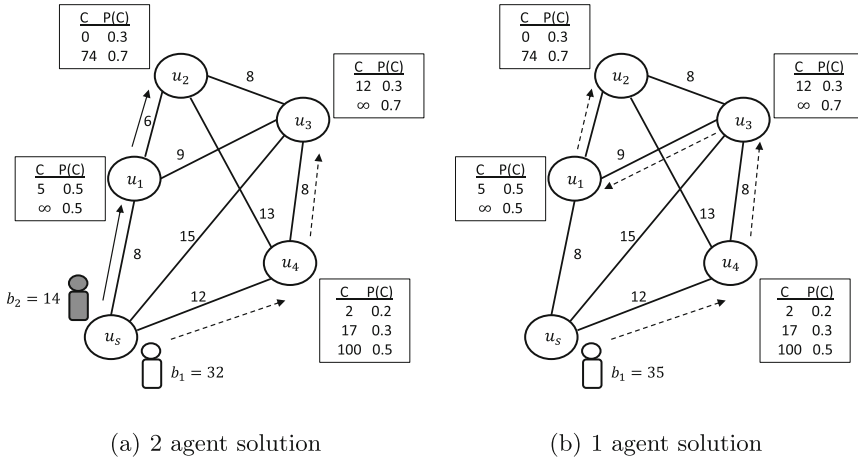 C P(C)
0 0.3
74 0.7
u₂
8
C P(C)
12 0.3
∞ 0.7
u₃
6
9
C P(C)
5 0.5
∞ 0.5
u₁
8
13
15
8
u₄
12
b₂ = 14
C P(C)
2 0.2
17 0.3
100 0.5
uₛ
b₁ = 32
(a) 2 agent solution
C P(C)
0 0.3
74 0.7
u₂
8
C P(C)
12 0.3
∞ 0.7
u₃
9
C P(C)
5 0.5
∞ 0.5
u₁
8
13
15
8
u₄
12
C P(C)
2 0.2
17 0.3
100 0.5
uₛ
b₁ = 35
(b) 1 agent solution